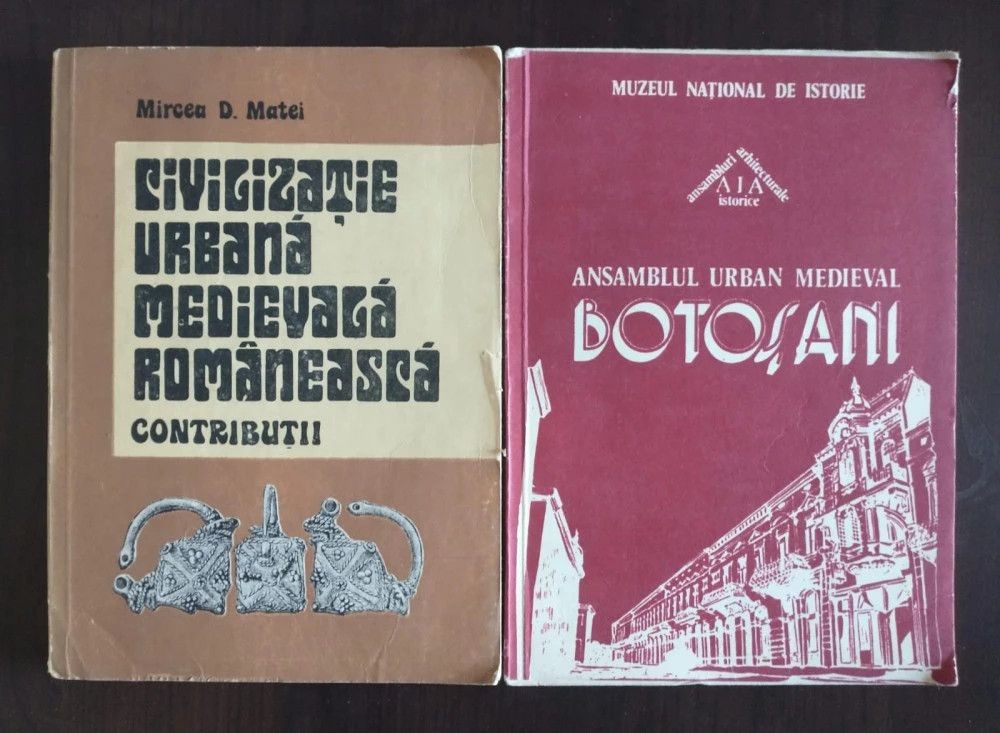 Mircea D. Matei
CIVILIZAȚIE
URBANĂ
MEDIEVALĂ
ROMÂNEASCĂ
CONTRIBUȚII
MUZEUL NAȚIONAL DE ISTORIE
ansambluri arhitecturale
AIA
istorice
ANSAMBLUL URBAN MEDIEVAL
BOTOȘANI